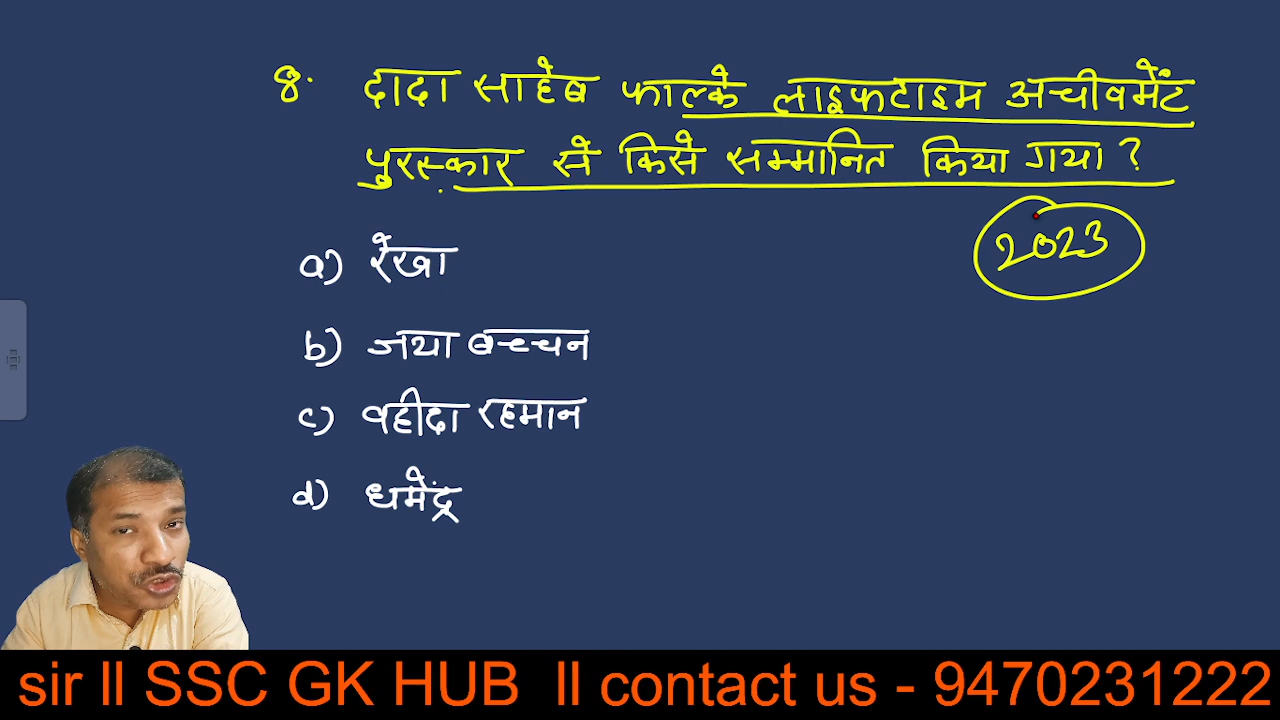 8. दादा साहेब फाल्के लाइफटाइम अचीवमेंट
पुरस्कार से किसे सम्मानित किया गया ?
2023
a) रेखा
b) जया बच्चन
c) वहीदा रहमान
d) धर्मेंद्र
sir ll SSC GK HUB ll contact us - 9470231222